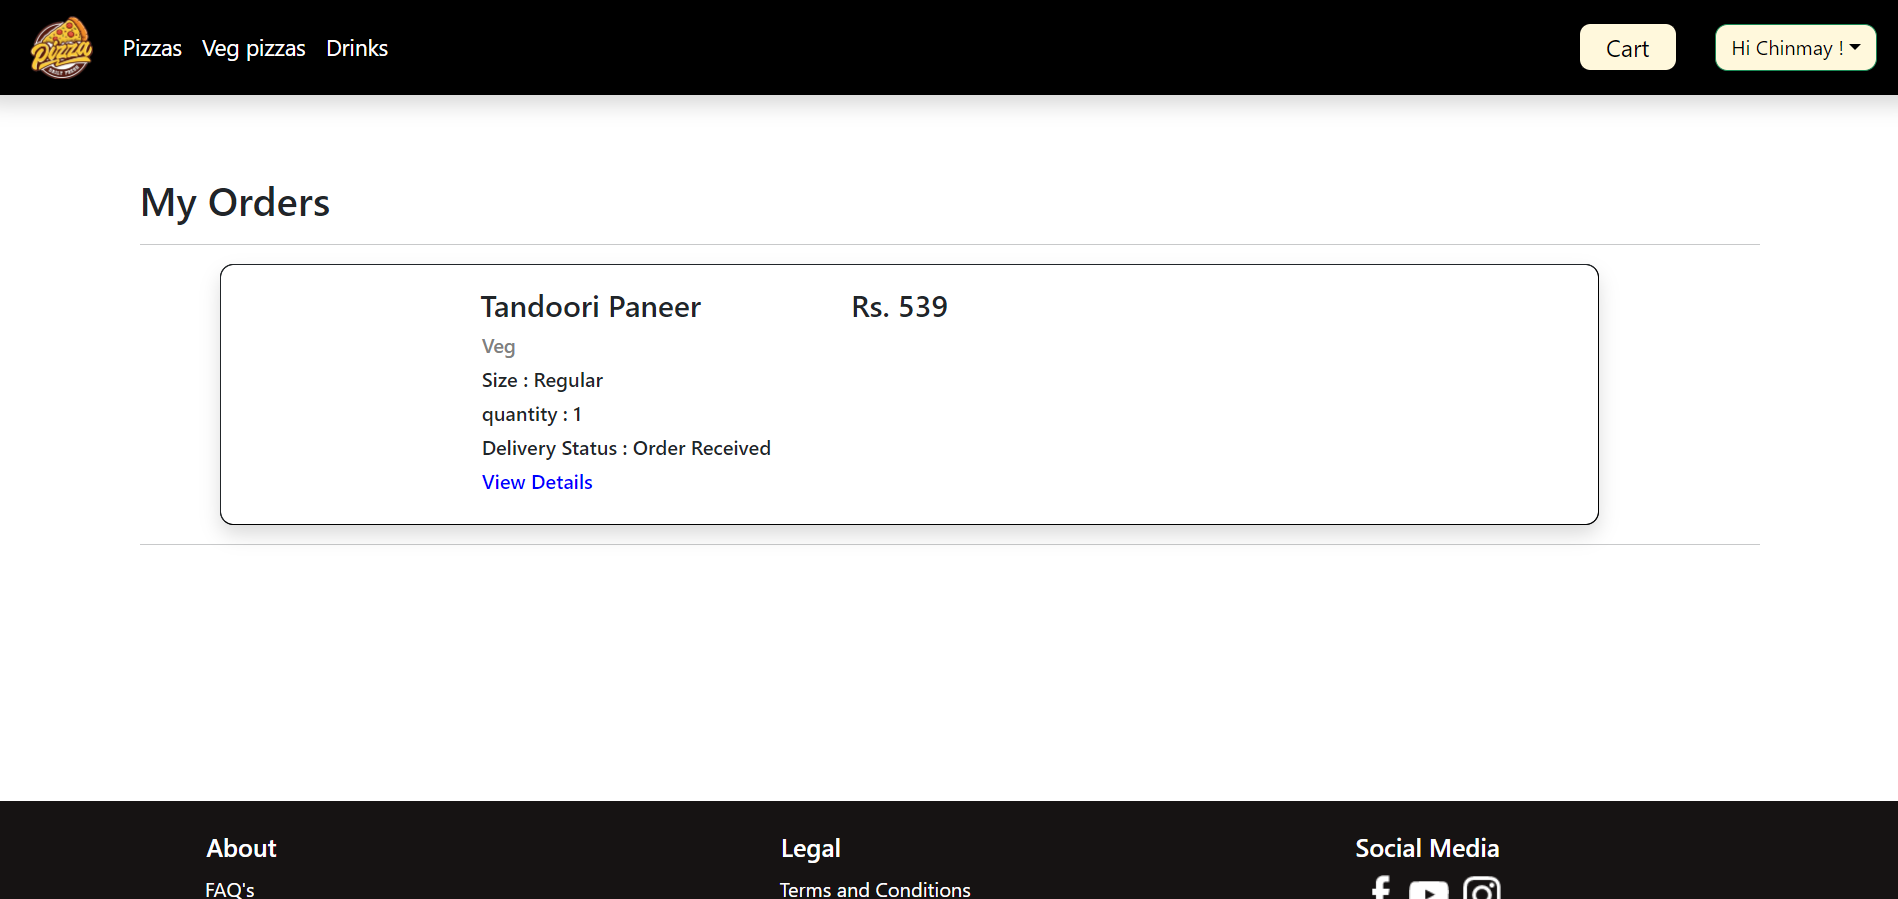 Pizza
Pizzas Veg pizzas Drinks Cart Hi Chinmay !
My Orders
Tandoori Paneer Rs. 539
Veg
Size : Regular
quantity : 1
Delivery Status : Order Received
View Details
About Legal Social Media
FAQ's Terms and Conditions